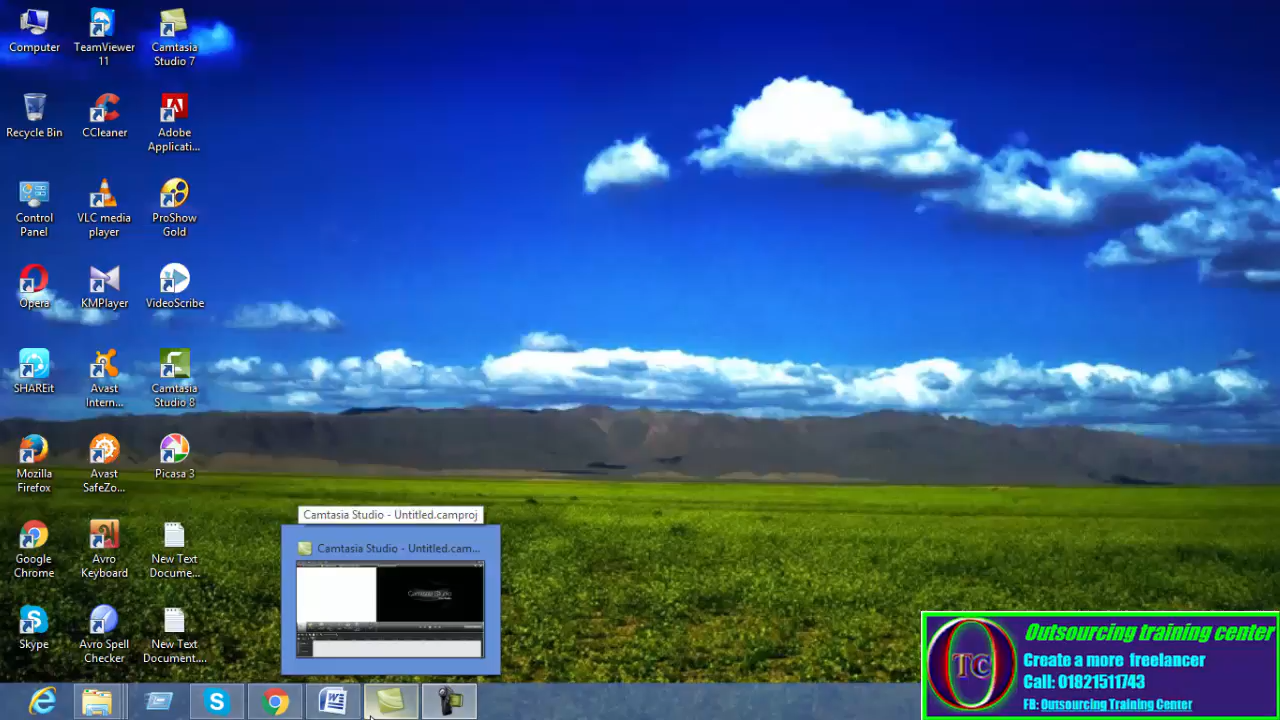 Computer
TeamViewer
11
Camtasia
Studio 7
Recycle Bin
CCleaner
Adobe
Applicati...
Control
Panel
VLC media
player
ProShow
Gold
Opera
KMPlayer
VideoScribe
SHAREit
Avast
Intern...
Camtasia
Studio 8
Mozilla
Firefox
Avast
SafeZo...
Picasa 3
Google
Chrome
Avro
Keyboard
New Text
Docume...
Skype
Avro Spell
Checker
New Text
Document....
Camtasia Studio - Untitled.camproj
Camtasia Studio - Untitled.cam...
Camtasia Studio
TC
Outsourcing training center
Create a more freelancer
Call: 01821511743
FB: Outsourcing Training Center